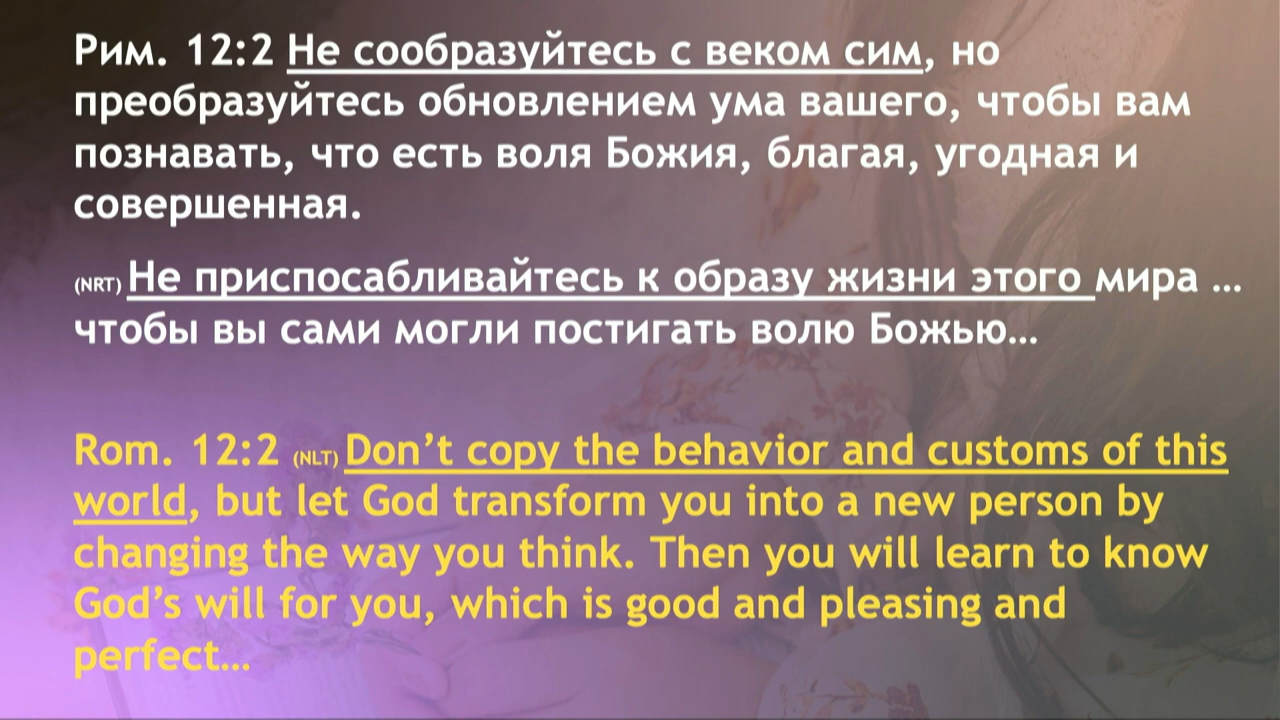 Рим. 12:2 Не сообразуйтесь с веком сим, но
преобразуйтесь обновлением ума вашего, чтобы вам
познавать, что есть воля Божия, благая, угодная и
совершенная.
(NRT) Не приспосабливайтесь к образу жизни этого мира ...
чтобы вы сами могли постигать волю Божью...
Rom. 12:2 (NLT) Don’t copy the behavior and customs of this
world, but let God transform you into a new person by
changing the way you think. Then you will learn to know
God’s will for you, which is good and pleasing and
perfect...